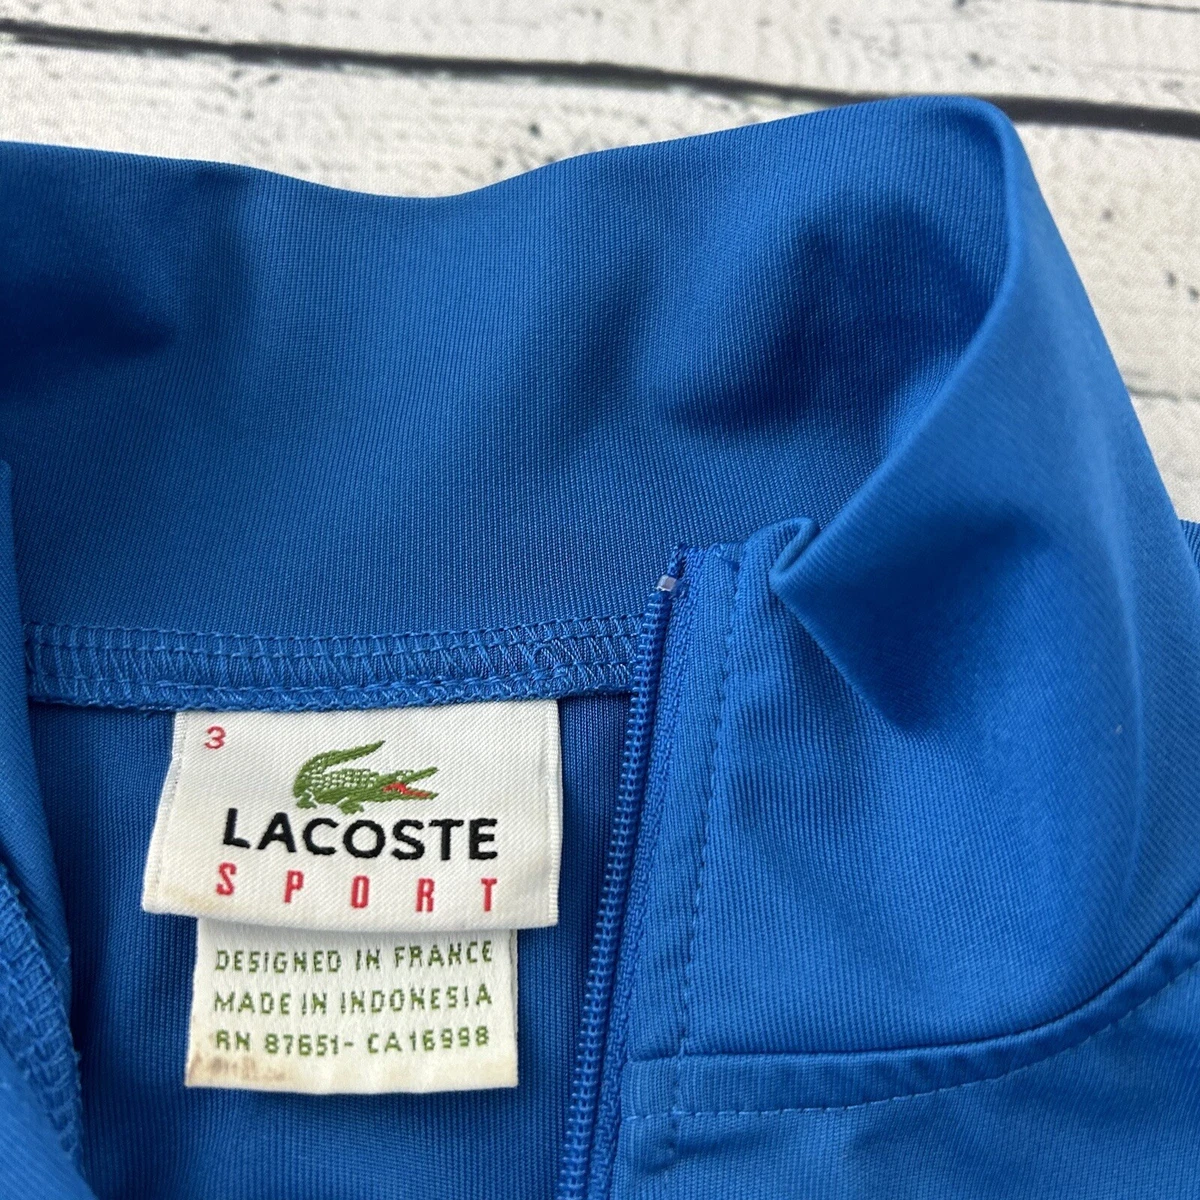 3
LACOSTE
SPORT
DESIGNED IN FRANCE
MADE IN INDONESIA
RN 87651- CA16998